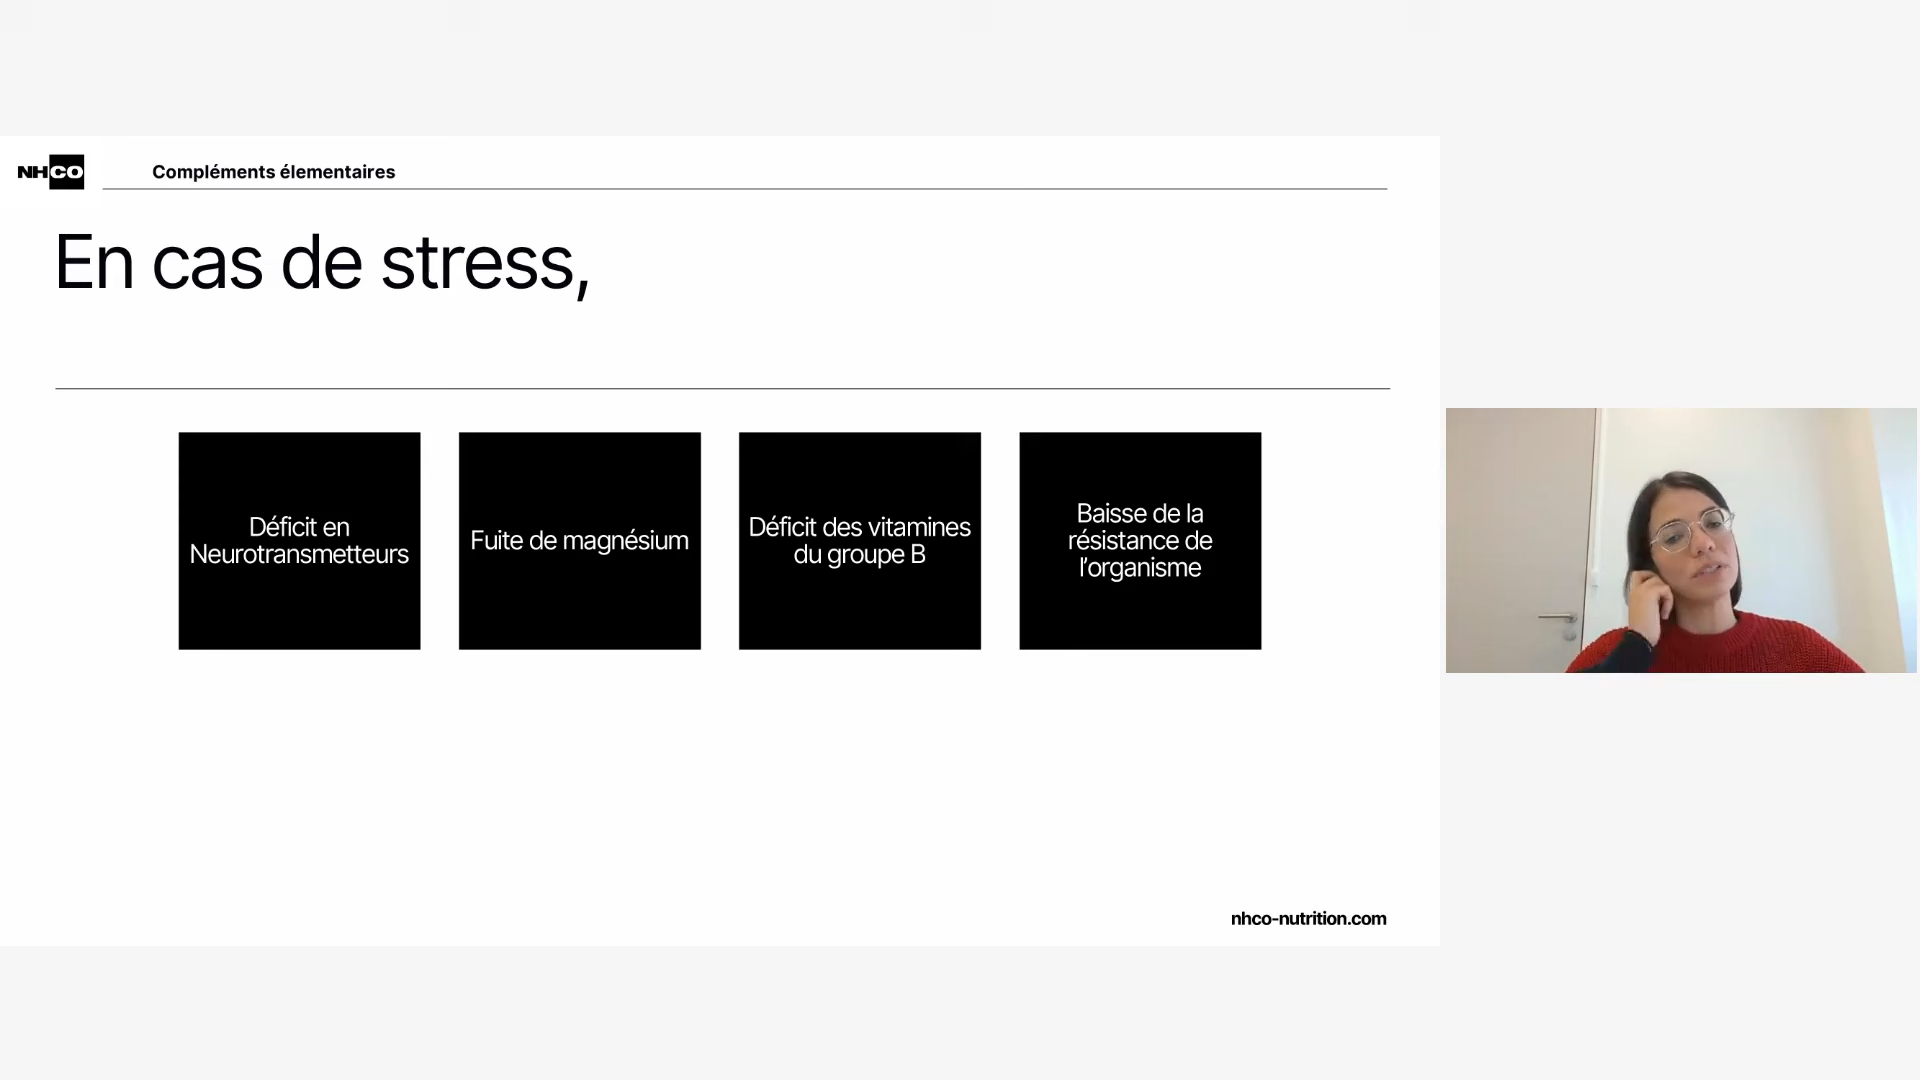 NHCO
Compléments élementaires
En cas de stress,
Déficit en
Neurotransmetteurs
Fuite de magnésium
Déficit des vitamines
du groupe B
Baisse de la
résistance de
l'organisme
nhco-nutrition.com